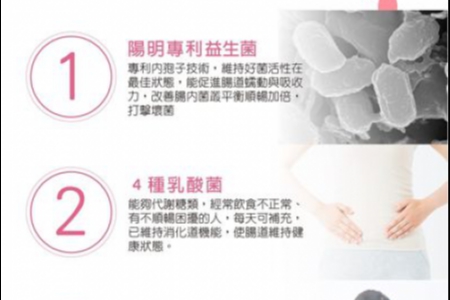 1
陽明專利益生菌
專利內孢子技術，維持好菌活性在
最佳狀態，能促進腸道蠕動與吸收
力，改善腸內菌叢平衡順暢加倍，
打擊壞菌
2
4 種乳酸菌
能夠代謝糖類，經常飲食不正常、
有不順暢困擾的人，每天可補充，
已維持消化道機能，使腸道維持健
康狀態。